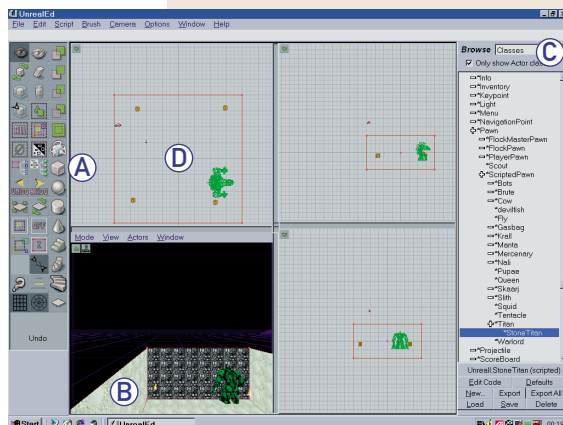 UnrealEd
File Edit Script Brush Camera Options Window Help
Browse Classes
Only show Actor clas
A
B
C
D
Mode View Actors Window
OFF
Undo
*Info
*Inventory
*Keypoint
*Light
*Menu
*NavigationPoint
*Pawn
*FlockMasterPawn
*FlockPawn
*PlayerPawn
*Scout
*ScriptedPawn
*Bots
*Brute
*Cow
*devilfish
*Fly
*Gasbag
*Krall
*Manta
*Mercenary
*Nali
*Pupae
*Queen
*Skaarj
*Slith
*Squid
*Tentacle
*Titan
*StoneTitan
*Warlord
*Projectile
*ScoreBoard
Unreal.StoneTitan (scripted)
Edit Code Defaults
New... Export Export All
Load Save Delete
Start
UnrealEd